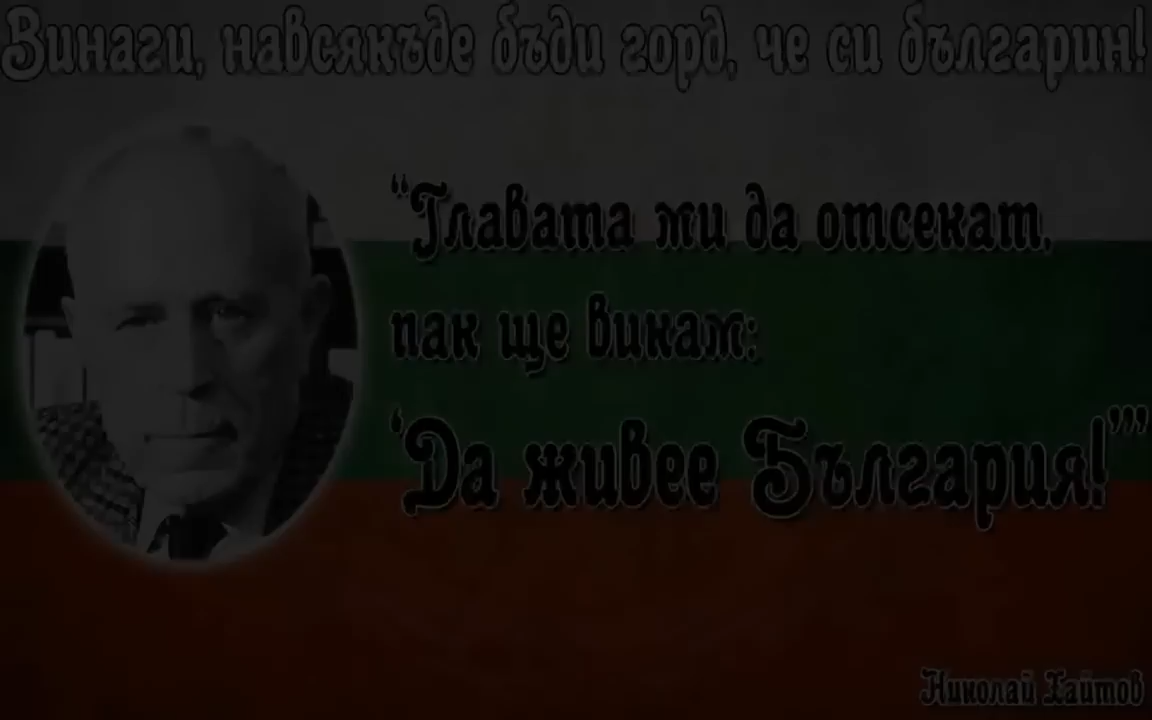 Винаги, навсякъде бъди горд, че си българин!
“Главата ми да отсекат,
пак ще викам:
‘Да живее България!’”
Николай Хайтов